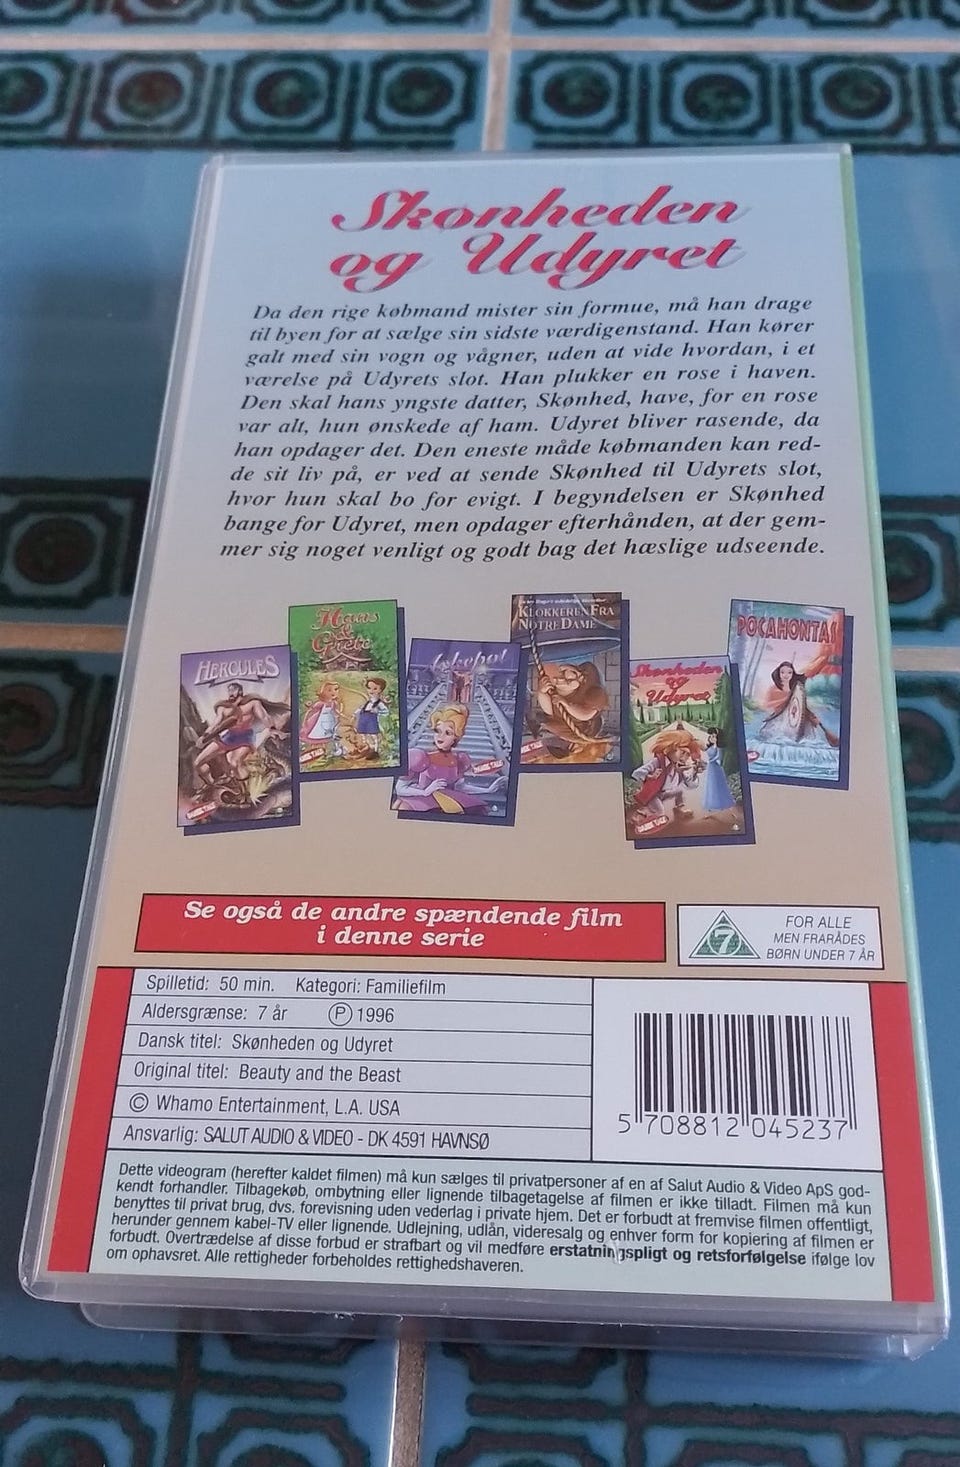 Skønheden
og Udyret
Da den rige købmand mister sin formue, må han drage
til byen for at sælge sin sidste værdigenstand. Han kører
galt med sin vogn og vågner, uden at vide hvordan, i et
værelse på Udyrets slot. Han plukker en rose i haven.
Den skal hans yngste datter, Skønhed, have, for en rose
var alt, hun ønskede af ham. Udyret bliver rasende, da
han opdager det. Den eneste måde købmanden kan red-
de sit liv på, er ved at sende Skønhed til Udyrets slot,
hvor hun skal bo for evigt. I begyndelsen er Skønhed
bange for Udyret, men opdager efterhånden, at der gem-
mer sig noget venligt og godt bag det hæslige udseende.
HERCULES
Hans
&
Grete
Askepot
KLOKKEREN FRA
NOTRE DAME
Skønheden
og
Udyret
POCAHONTAS
Se også de andre spændende film
i denne serie
7
FOR ALLE
MEN FRARÅDES
BØRN UNDER 7 ÅR
Spilletid: 50 min. Kategori: Familiefilm
Aldersgrænse: 7 år Ⓟ 1996
Dansk titel: Skønheden og Udyret
Original titel: Beauty and the Beast
© Whamo Entertainment, L.A. USA
Ansvarlig: SALUT AUDIO & VIDEO - DK 4591 HAVNSØ
5 708812 045237
Dette videogram (herefter kaldet filmen) må kun sælges til privatpersoner af en af Salut Audio & Video ApS god-
kendt forhandler. Tilbagekøb, ombytning eller lignende tilbagetagelse af filmen er ikke tilladt. Filmen må kun
benyttes til privat brug, dvs. forevisning uden vederlag i private hjem. Det er forbudt at fremvise filmen offentligt,
herunder gennem kabel-TV eller lignende. Udlejning, udlån, videresalg og enhver form for kopiering af filmen er
forbudt. Overtrædelse af disse forbud er strafbart og vil medføre erstatningspligt og retsforfølgelse ifølge lov
om ophavsret. Alle rettigheder forbeholdes rettighedshaveren.